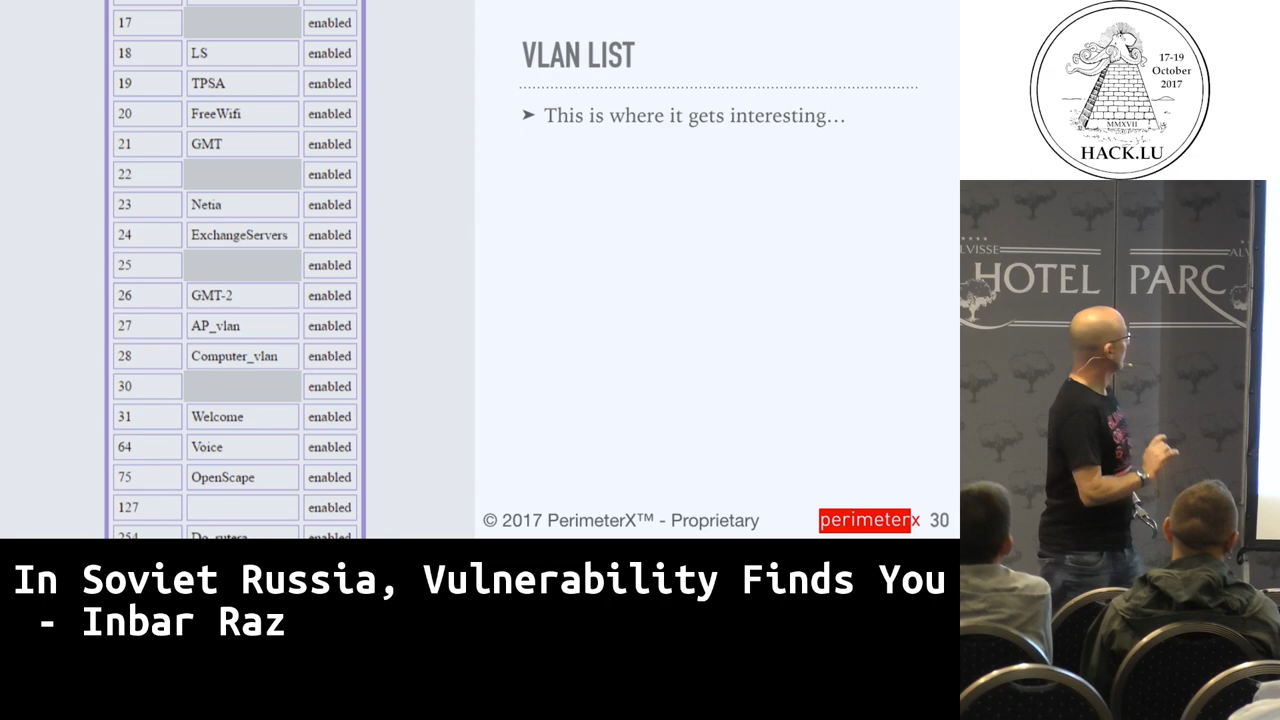 17 enabled
18 LS enabled
19 TPSA enabled
20 FreeWifi enabled
21 GMT enabled
22 enabled
23 Netia enabled
24 ExchangeServers enabled
25 enabled
26 GMT-2 enabled
27 AP_vlan enabled
28 Computer_vlan enabled
30 enabled
31 Welcome enabled
64 Voice enabled
75 OpenScape enabled
127 enabled
254 Do_rutera enabled
VLAN LIST
➤ This is where it gets interesting…
© 2017 PerimeterX™ - Proprietary
perimeterx 30
17-19
October
2017
MMXVII
HACK.LU
HOTEL PARC
In Soviet Russia, Vulnerability Finds You
- Inbar Raz